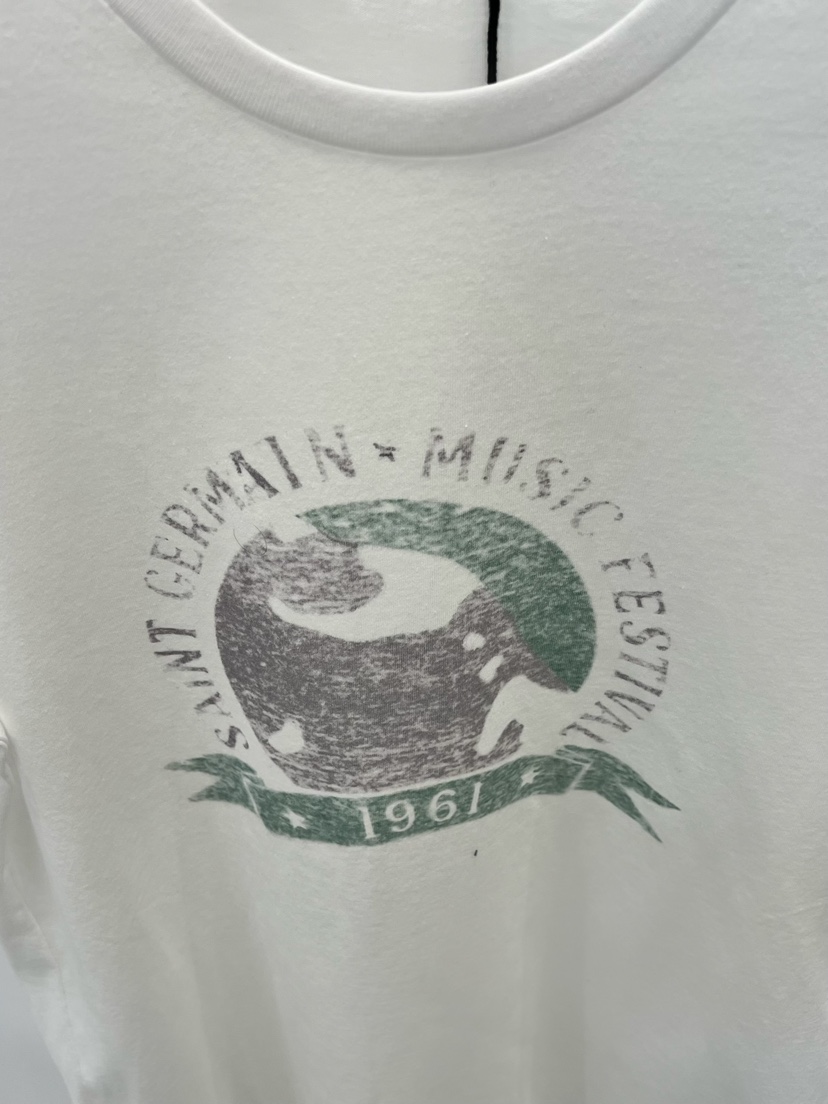 SAINT GERMAIN ★ MUSIC FESTIVAL
★ 1961 ★